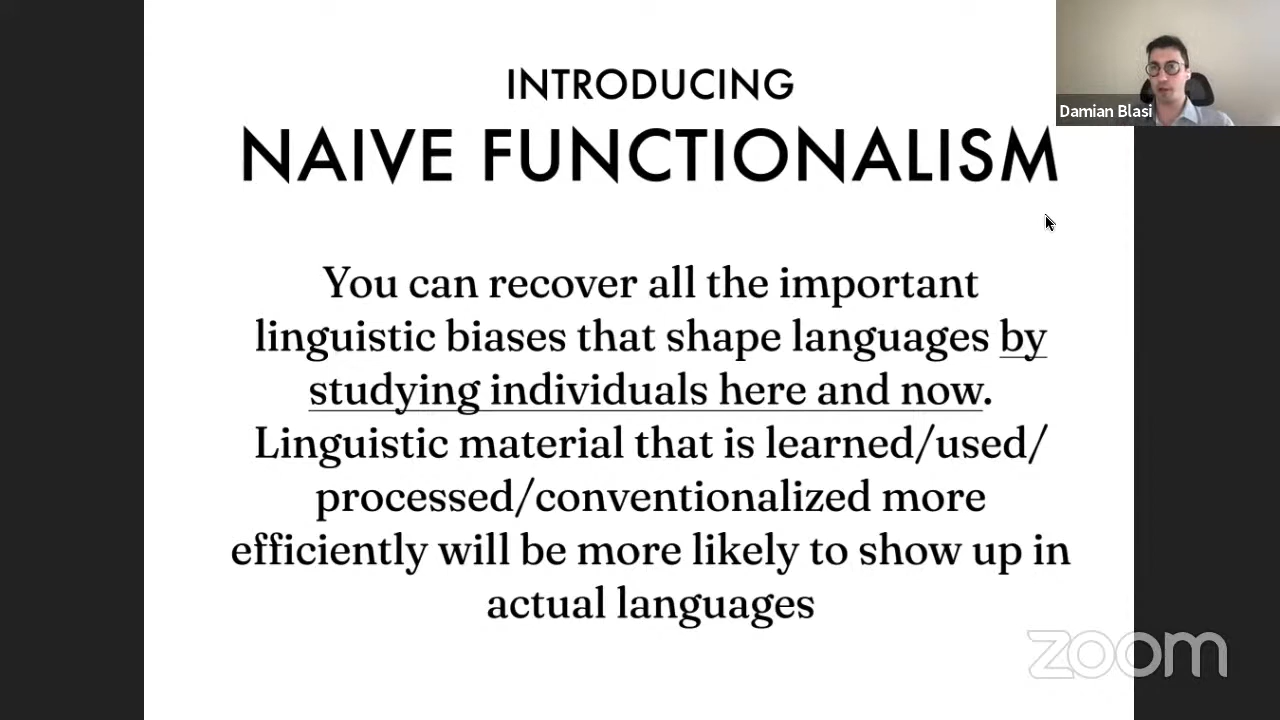 INTRODUCING
NAIVE FUNCTIONALISM
Damian Blasi
You can recover all the important
linguistic biases that shape languages by
studying individuals here and now.
Linguistic material that is learned/used/
processed/conventionalized more
efficiently will be more likely to show up in
actual languages
zoom